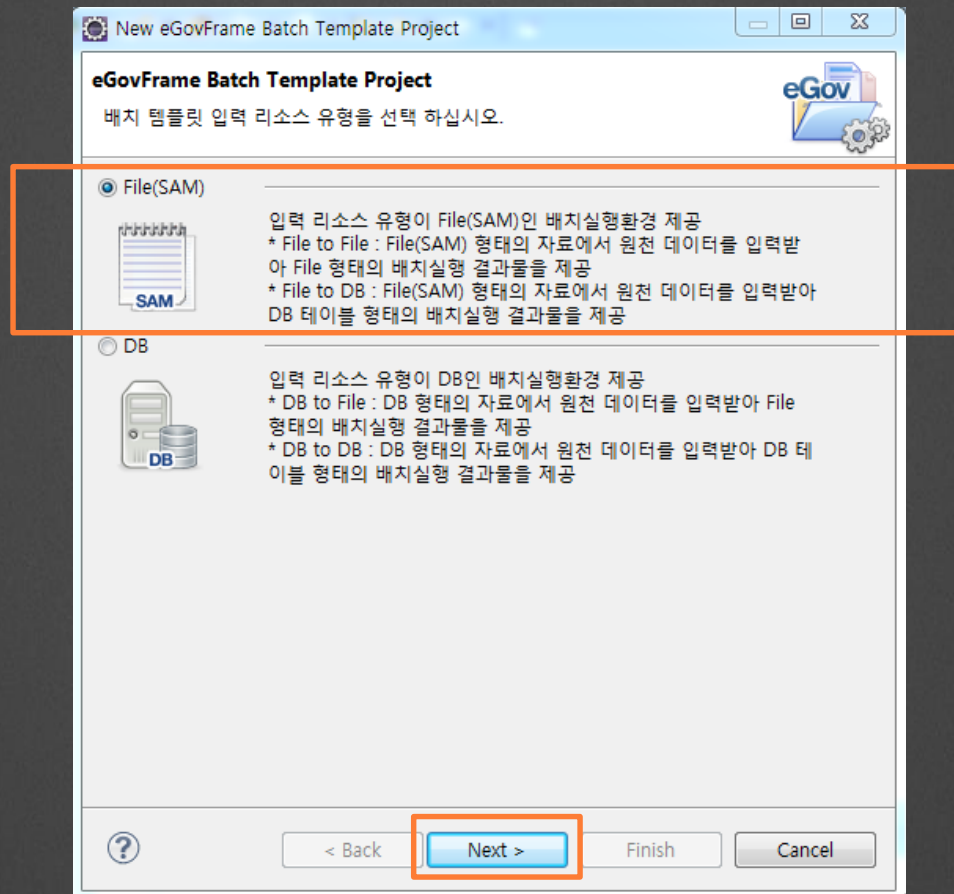 New eGovFrame Batch Template Project
eGovFrame Batch Template Project
eGov
배치 템플릿 입력 리소스 유형을 선택 하십시오.
File(SAM)
입력 리소스 유형이 File(SAM)인 배치실행환경 제공
* File to File : File(SAM) 형태의 자료에서 원천 데이터를 입력받
아 File 형태의 배치실행 결과물을 제공
* File to DB : File(SAM) 형태의 자료에서 원천 데이터를 입력받아
DB 테이블 형태의 배치실행 결과물을 제공
SAM
DB
입력 리소스 유형이 DB인 배치실행환경 제공
* DB to File : DB 형태의 자료에서 원천 데이터를 입력받아 File
형태의 배치실행 결과물을 제공
* DB to DB : DB 형태의 자료에서 원천 데이터를 입력받아 DB 테
이블 형태의 배치실행 결과물을 제공
DB
?
< Back
Next >
Finish
Cancel